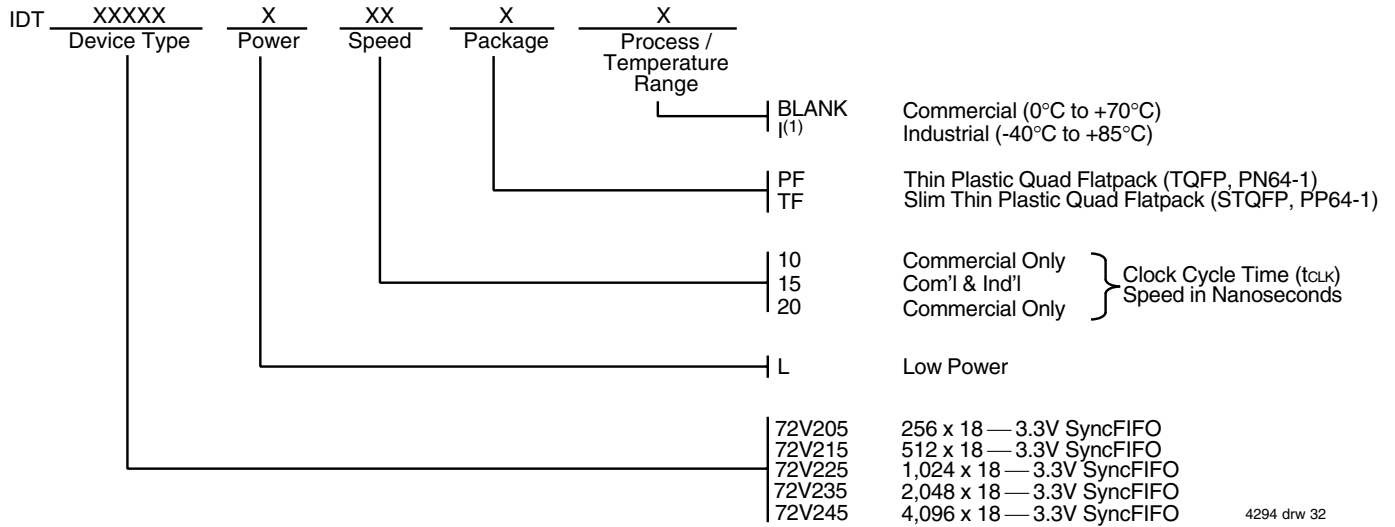 IDT XXXXX X XX X X
Device Type Power Speed Package Process /
Temperature
Range
BLANK Commercial (0°C to +70°C)
I(1) Industrial (-40°C to +85°C)
PF Thin Plastic Quad Flatpack (TQFP, PN64-1)
TF Slim Thin Plastic Quad Flatpack (STQFP, PP64-1)
10 Commercial Only
15 Com'l & Ind'l
20 Commercial Only
Clock Cycle Time (tCLK)
Speed in Nanoseconds
L Low Power
72V205 256 x 18 — 3.3V SyncFIFO
72V215 512 x 18 — 3.3V SyncFIFO
72V225 1,024 x 18 — 3.3V SyncFIFO
72V235 2,048 x 18 — 3.3V SyncFIFO
72V245 4,096 x 18 — 3.3V SyncFIFO
4294 drw 32